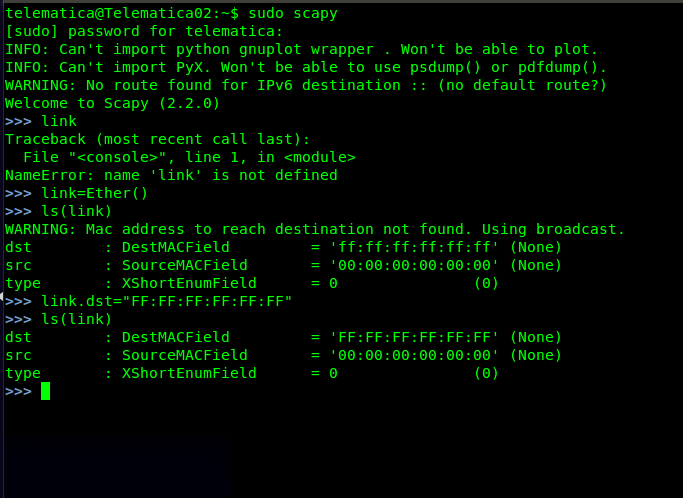 telematica@Telematica02:~$ sudo scapy
[sudo] password for telematica:
INFO: Can't import python gnuplot wrapper . Won't be able to plot.
INFO: Can't import PyX. Won't be able to use psdump() or pdfdump().
WARNING: No route found for IPv6 destination :: (no default route?)
Welcome to Scapy (2.2.0)
>>> link
Traceback (most recent call last):
  File "<console>", line 1, in <module>
NameError: name 'link' is not defined
>>> link=Ether()
>>> ls(link)
WARNING: Mac address to reach destination not found. Using broadcast.
dst        : DestMACField         = 'ff:ff:ff:ff:ff:ff' (None)
src        : SourceMACField       = '00:00:00:00:00:00' (None)
type       : XShortEnumField      = 0               (0)
>>> link.dst="FF:FF:FF:FF:FF:FF"
>>> ls(link)
dst        : DestMACField         = 'FF:FF:FF:FF:FF:FF' (None)
src        : SourceMACField       = '00:00:00:00:00:00' (None)
type       : XShortEnumField      = 0               (0)
>>>